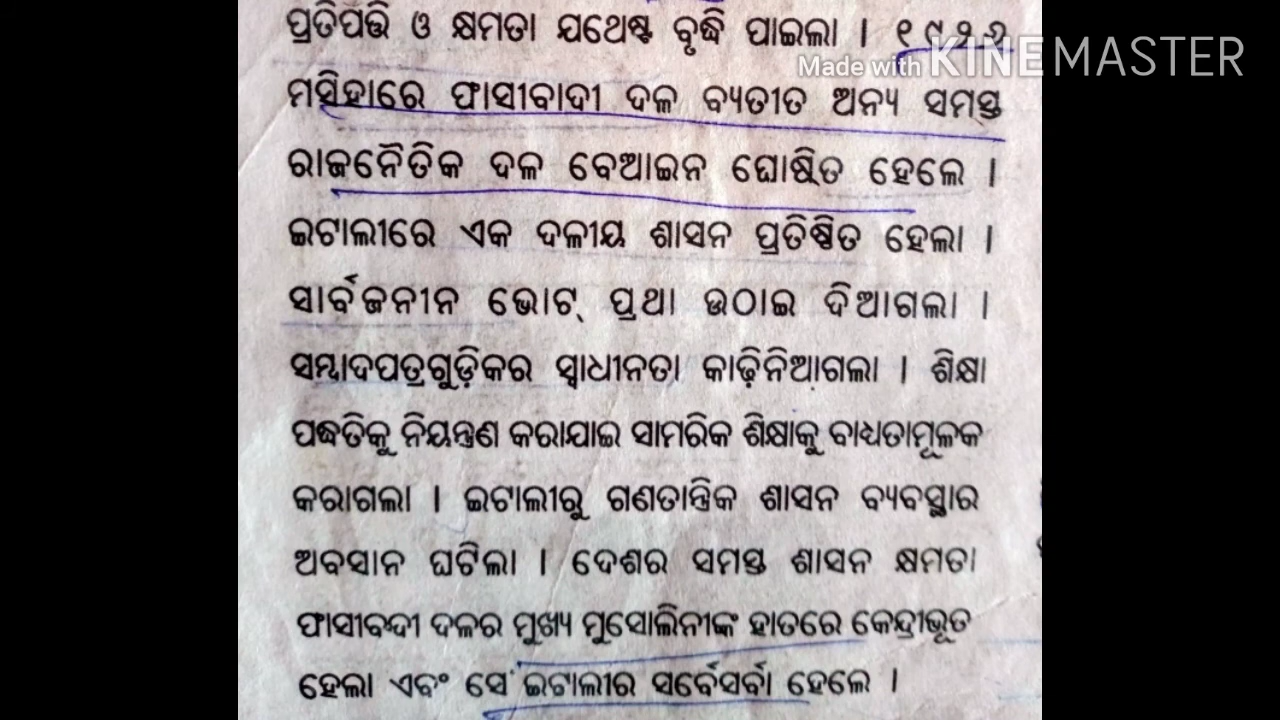 ପ୍ରତିପତ୍ତି ଓ କ୍ଷମତା ଯଥେଷ୍ଟ ବୃଦ୍ଧି ପାଇଲା । ୧୯୨୬
Made with KINEMASTER
ମସିହାରେ ଫାସୀବାଦୀ ଦଳ ବ୍ୟତୀତ ଅନ୍ୟ ସମସ୍ତ
ରାଜନୈତିକ ଦଳ ବେଆଇନ ଘୋଷିତ ହେଲେ ।
ଇଟାଲୀରେ ଏକ ଦଳୀୟ ଶାସନ ପ୍ରତିଷ୍ଠିତ ହେଲା ।
ସାର୍ବଜନୀନ ଭୋଟ୍ ପ୍ରଥା ଉଠାଇ ଦିଆଗଲା ।
ସମ୍ବାଦପତ୍ରଗୁଡ଼ିକର ସ୍ୱାଧୀନତା କାଢ଼ିନିଆଗଲା । ଶିକ୍ଷା
ପଦ୍ଧତିକୁ ନିୟନ୍ତ୍ରଣ କରାଯାଇ ସାମରିକ ଶିକ୍ଷାକୁ ବାଧ୍ୟତାମୂଳକ
କରାଗଲା । ଇଟାଲୀରୁ ଗଣତାନ୍ତ୍ରିକ ଶାସନ ବ୍ୟବସ୍ଥାର
ଅବସାନ ଘଟିଲା । ଦେଶର ସମସ୍ତ ଶାସନ କ୍ଷମତା
ଫାସୀବାଦୀ ଦଳର ମୁଖ୍ୟ ମୁସୋଲିନୀଙ୍କ ହାତରେ କେନ୍ଦ୍ରୀଭୂତ
ହେଲା ଏବଂ ସେ ଇଟାଲୀର ସର୍ବେସର୍ବା ହେଲେ ।